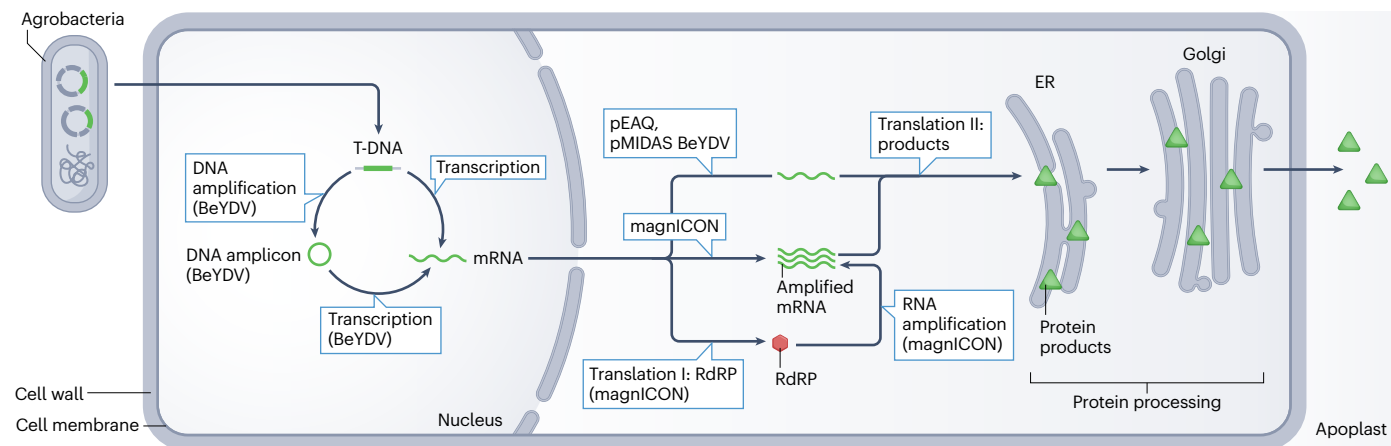 Agrobacteria
T-DNA
DNA
amplification
(BeYDV)
Transcription
DNA amplicon
(BeYDV)
mRNA
Transcription
(BeYDV)
Nucleus
Cell wall
Cell membrane
pEAQ,
pMIDAS BeYDV
Translation II:
products
magnICON
Amplified
mRNA
RNA
amplification
(magnICON)
Translation I: RdRP
(magnICON)
RdRP
ER
Golgi
Protein
products
Protein processing
Apoplast